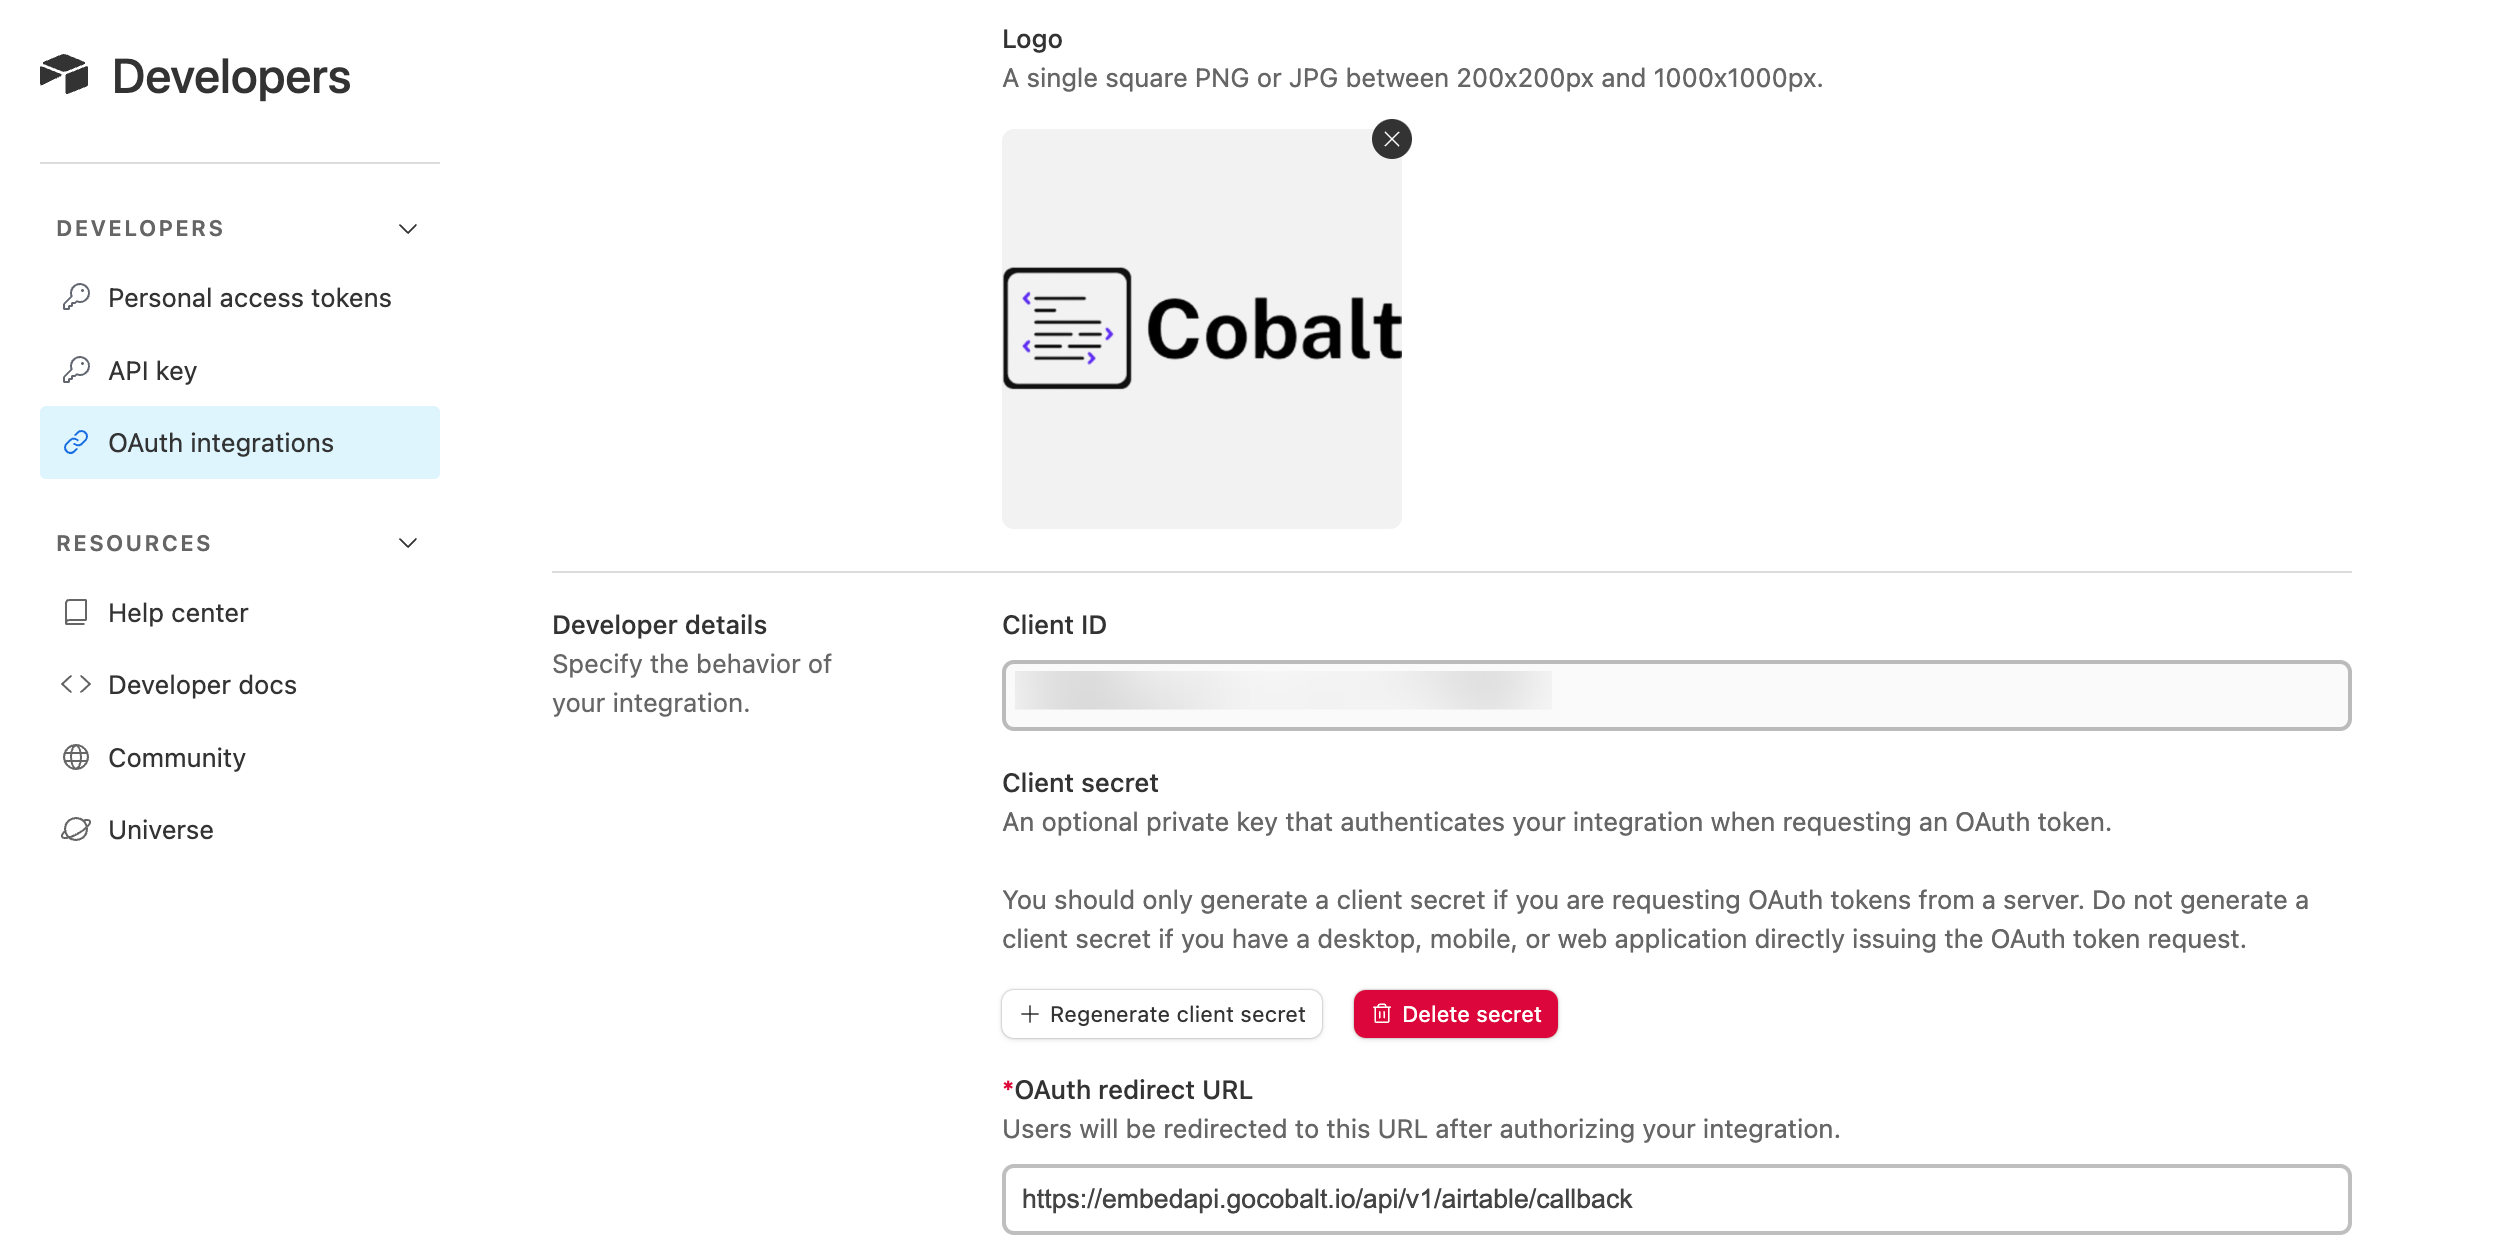 Developers
DEVELOPERS
Personal access tokens
API key
OAuth integrations
RESOURCES
Help center
Developer docs
Community
Universe
Logo
A single square PNG or JPG between 200x200px and 1000x1000px.
Cobalt
Developer details
Specify the behavior of
your integration.
Client ID
Client secret
An optional private key that authenticates your integration when requesting an OAuth token.
You should only generate a client secret if you are requesting OAuth tokens from a server. Do not generate a
client secret if you have a desktop, mobile, or web application directly issuing the OAuth token request.
Regenerate client secret
Delete secret
*OAuth redirect URL
Users will be redirected to this URL after authorizing your integration.
https://embedapi.gocobalt.io/api/v1/airtable/callback